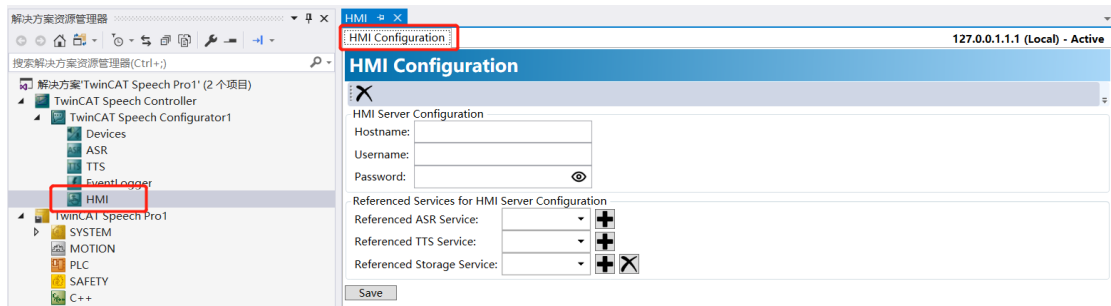 解决方案资源管理器
搜索解决方案资源管理器(Ctrl+;)
解决方案'TwinCAT Speech Pro1' (2 个项目)
TwinCAT Speech Controller
TwinCAT Speech Configurator1
Devices
ASR
TTS
EventLogger
HMI
TwinCAT Speech Pro1
SYSTEM
MOTION
PLC
SAFETY
C++
HMI
HMI Configuration
127.0.0.1.1.1 (Local) - Active
HMI Configuration
HMI Server Configuration
Hostname:
Username:
Password:
Referenced Services for HMI Server Configuration
Referenced ASR Service:
Referenced TTS Service:
Referenced Storage Service:
Save